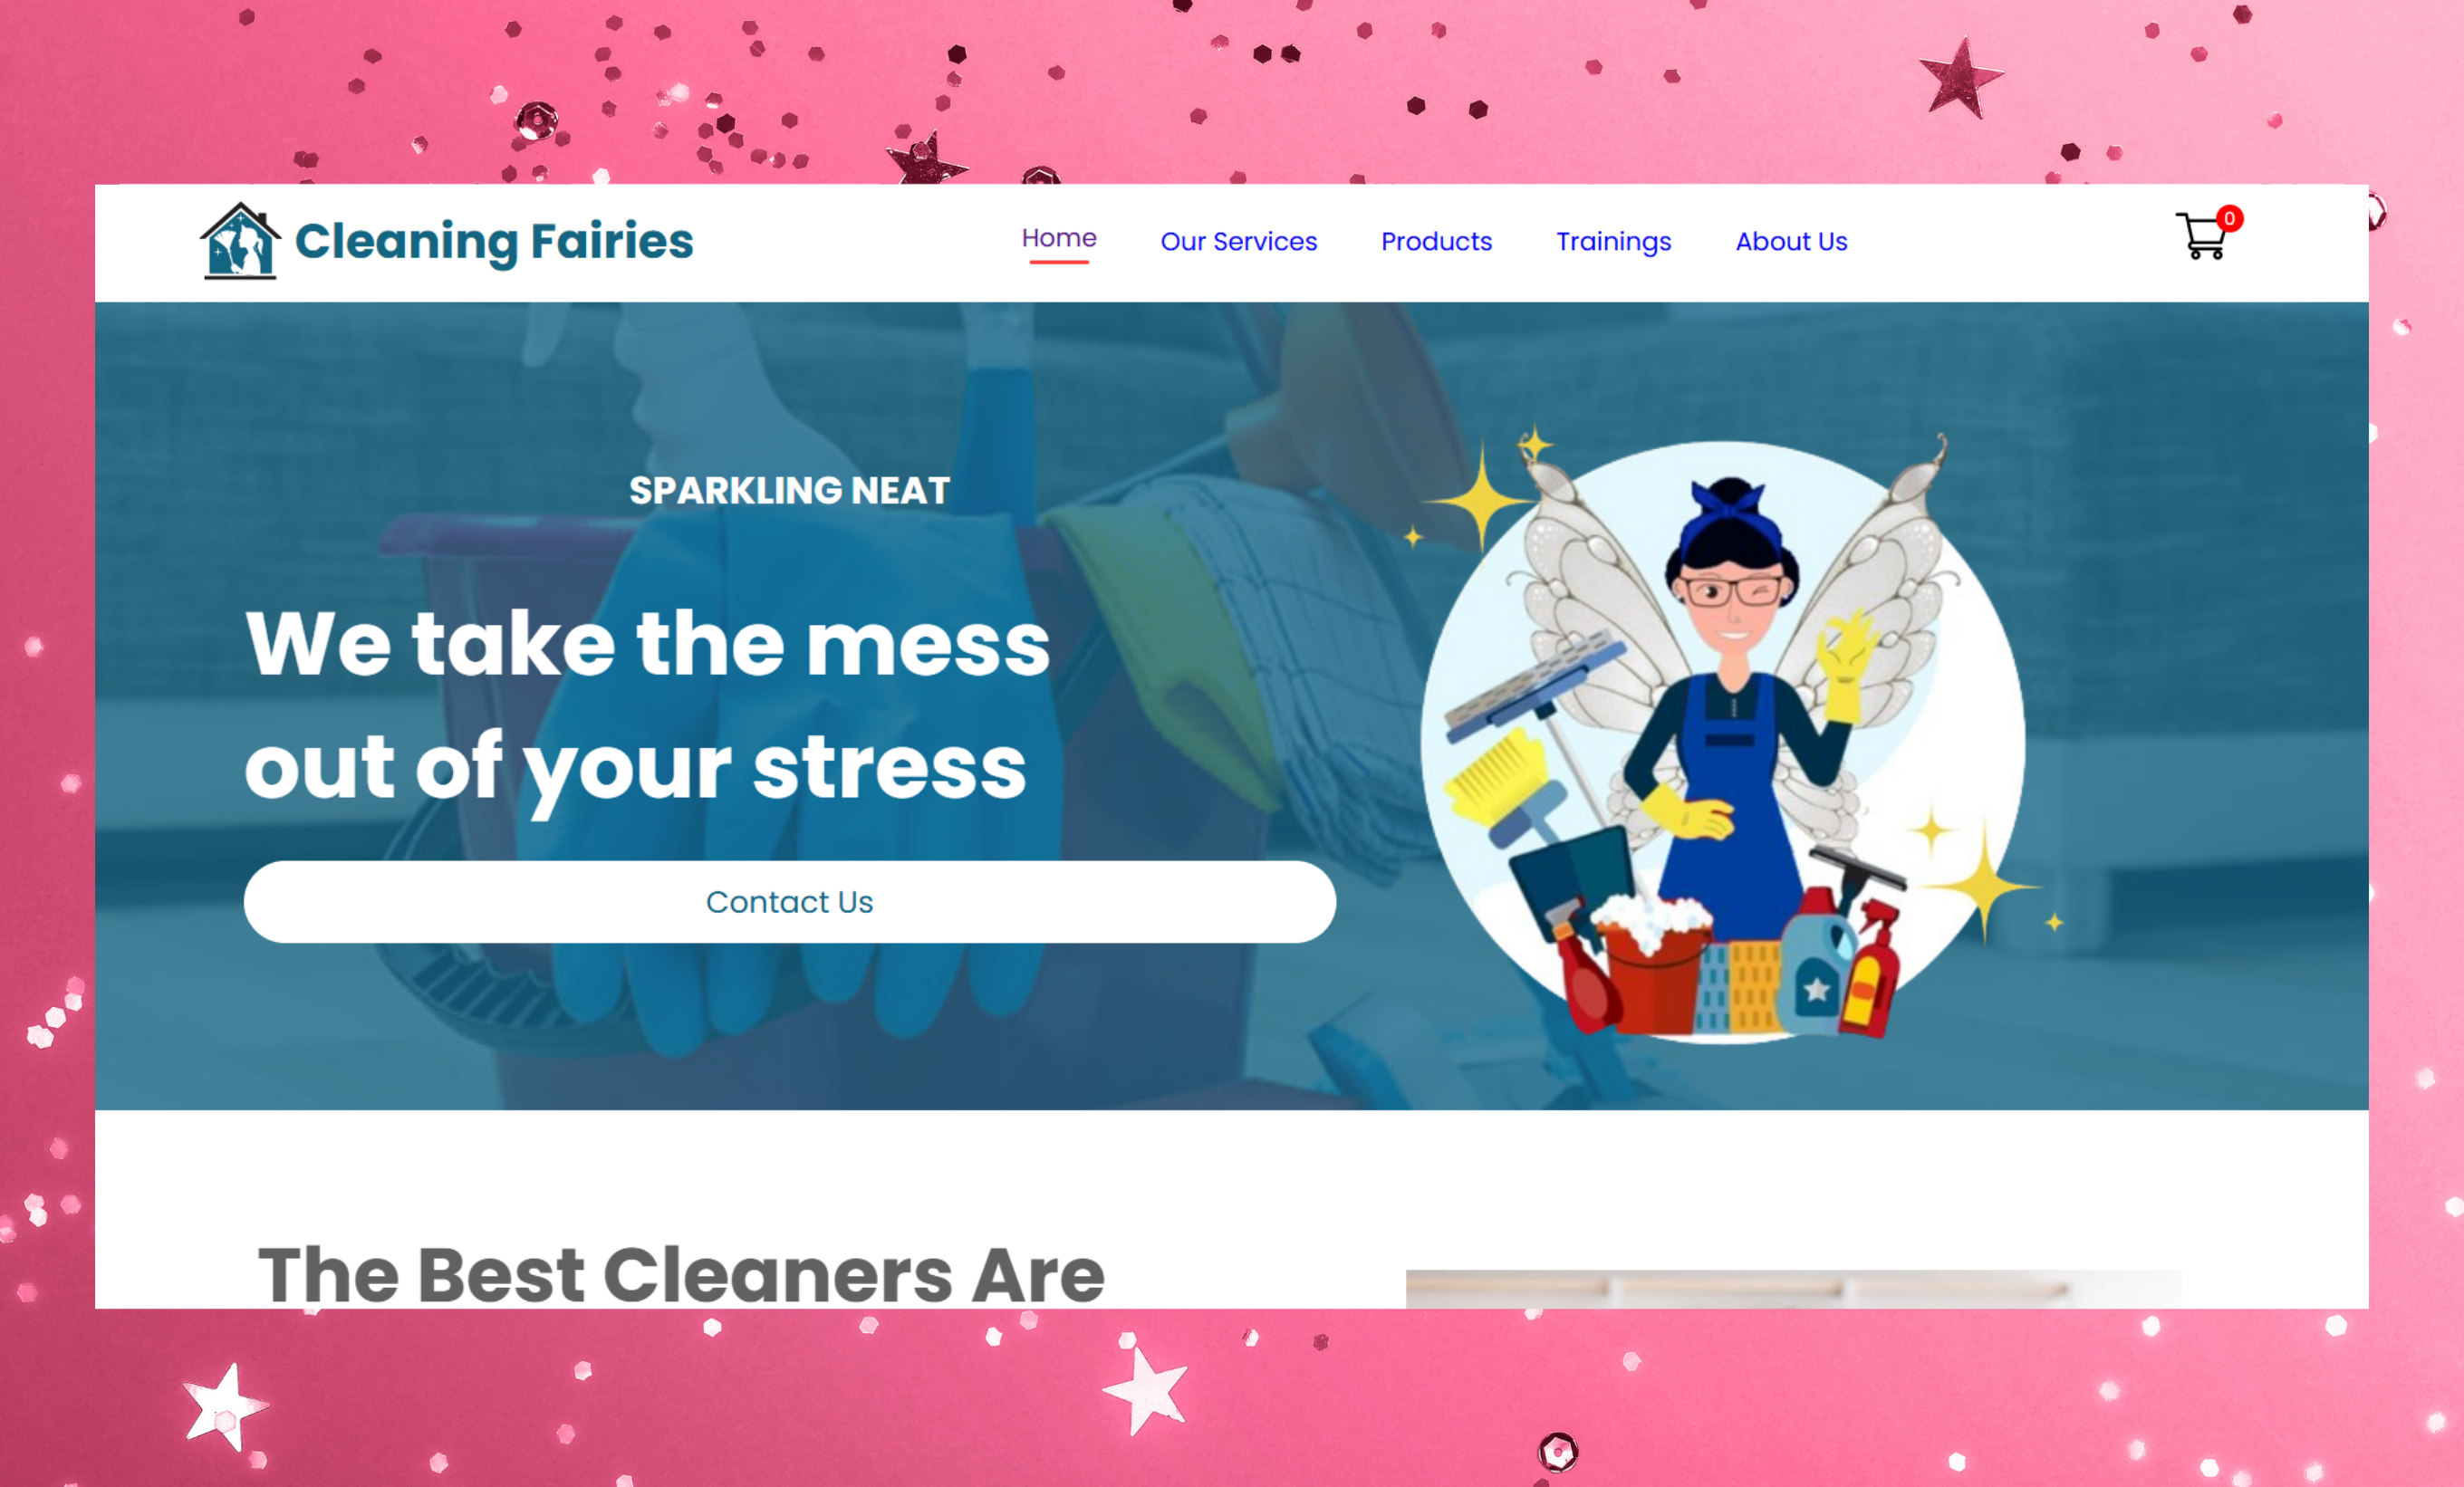 Cleaning Fairies
Home Our Services Products Trainings About Us
0
SPARKLING NEAT
We take the mess
out of your stress
Contact Us
The Best Cleaners Are